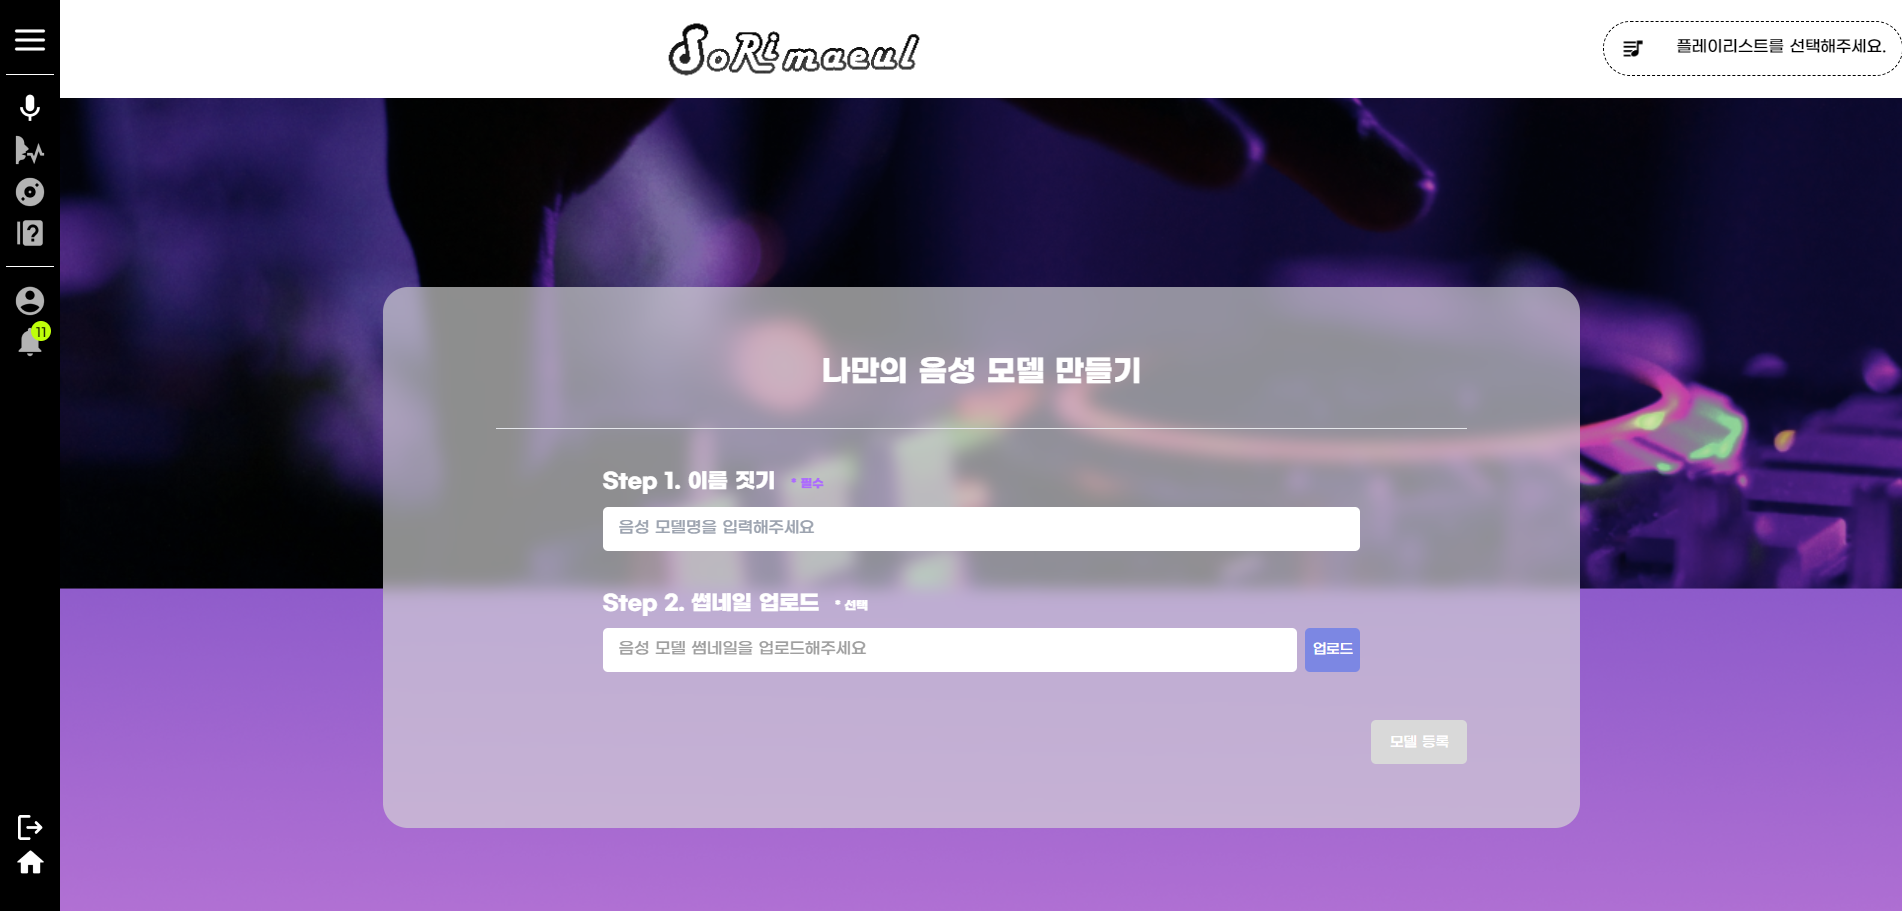 SoRimaeul
플레이리스트를 선택해주세요.
11
나만의 음성 모델 만들기
Step 1. 이름 짓기 * 필수
음성 모델명을 입력해주세요
Step 2. 썸네일 업로드 * 선택
음성 모델 썸네일을 업로드해주세요
업로드
모델 등록